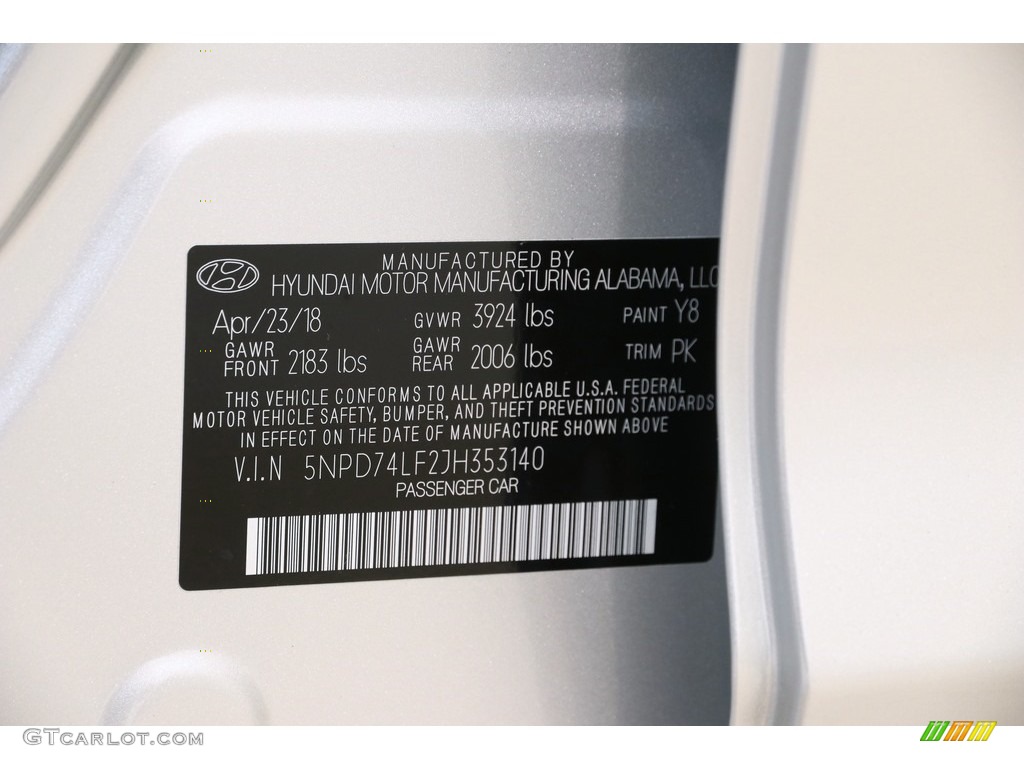 MANUFACTURED BY
HYUNDAI MOTOR MANUFACTURING ALABAMA, LLC
Apr/23/18 GVWR 3924 lbs PAINT Y8
GAWR FRONT 2183 lbs GAWR REAR 2006 lbs TRIM PK
THIS VEHICLE CONFORMS TO ALL APPLICABLE U.S.A. FEDERAL
MOTOR VEHICLE SAFETY, BUMPER, AND THEFT PREVENTION STANDARDS
IN EFFECT ON THE DATE OF MANUFACTURE SHOWN ABOVE
V.I.N 5NPD74LF2JH353140
PASSENGER CAR
GTCARLOT.COM